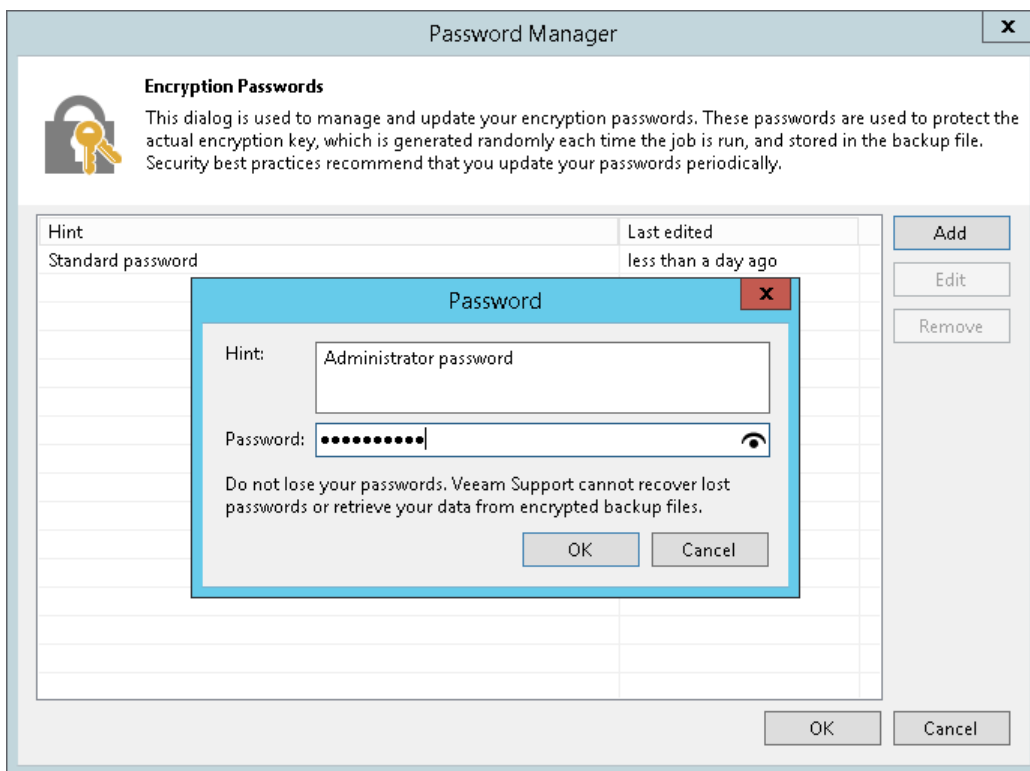 Password Manager
x
Encryption Passwords
This dialog is used to manage and update your encryption passwords. These passwords are used to protect the
actual encryption key, which is generated randomly each time the job is run, and stored in the backup file.
Security best practices recommend that you update your passwords periodically.
Hint Last edited
Standard password less than a day ago
Add
Edit
Remove
Password
x
Hint: Administrator password
Password: ●●●●●●●●●●
Do not lose your passwords. Veeam Support cannot recover lost
passwords or retrieve your data from encrypted backup files.
OK Cancel
OK Cancel